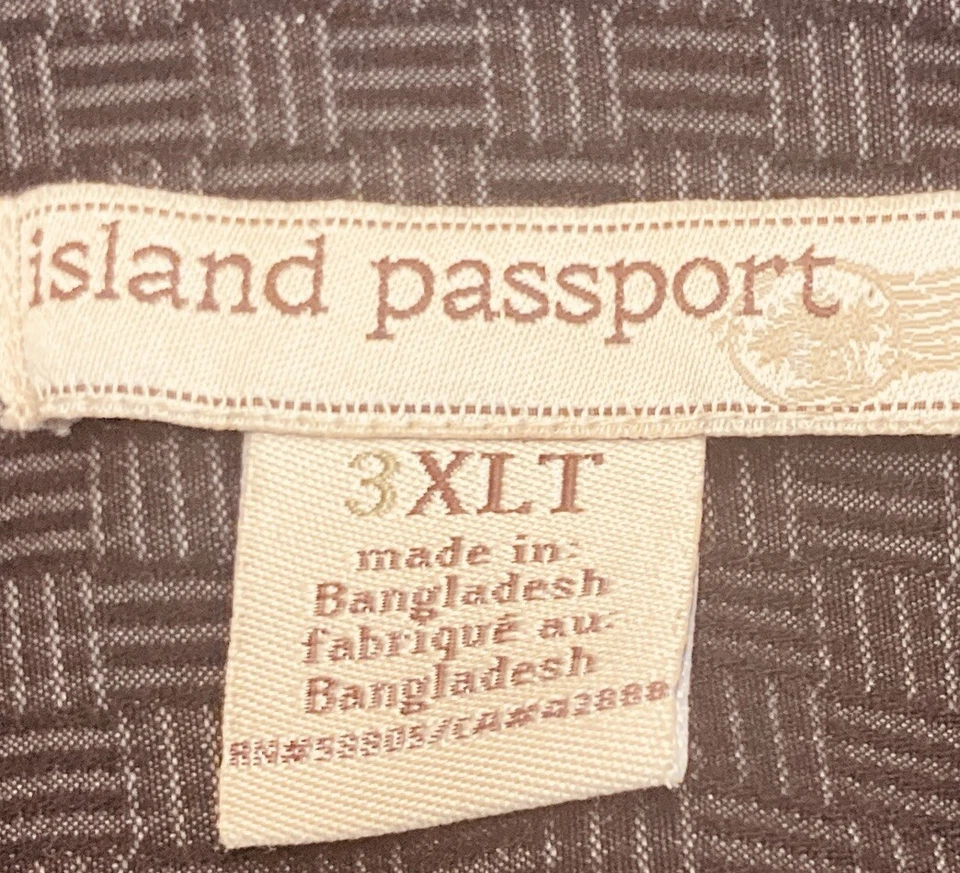 island passport
3XLT
made in:
Bangladesh
fabriqué au:
Bangladesh